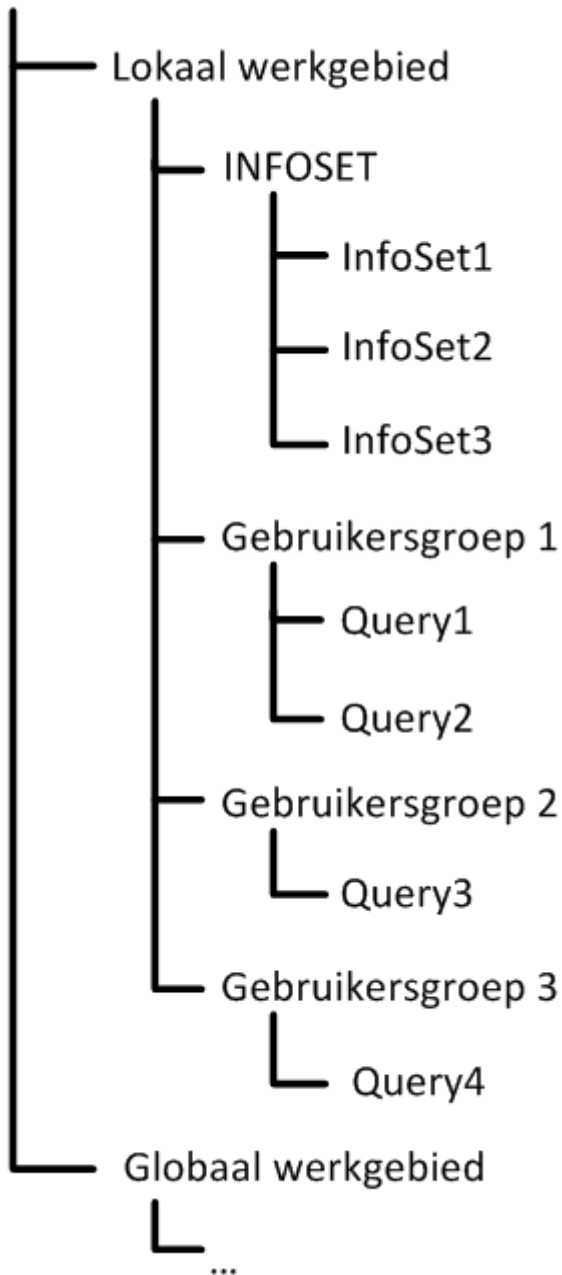 Lokaal werkgebied
INFOSET
InfoSet1
InfoSet2
InfoSet3
Gebruikersgroep 1
Query1
Query2
Gebruikersgroep 2
Query3
Gebruikersgroep 3
Query4
Globaal werkgebied
...